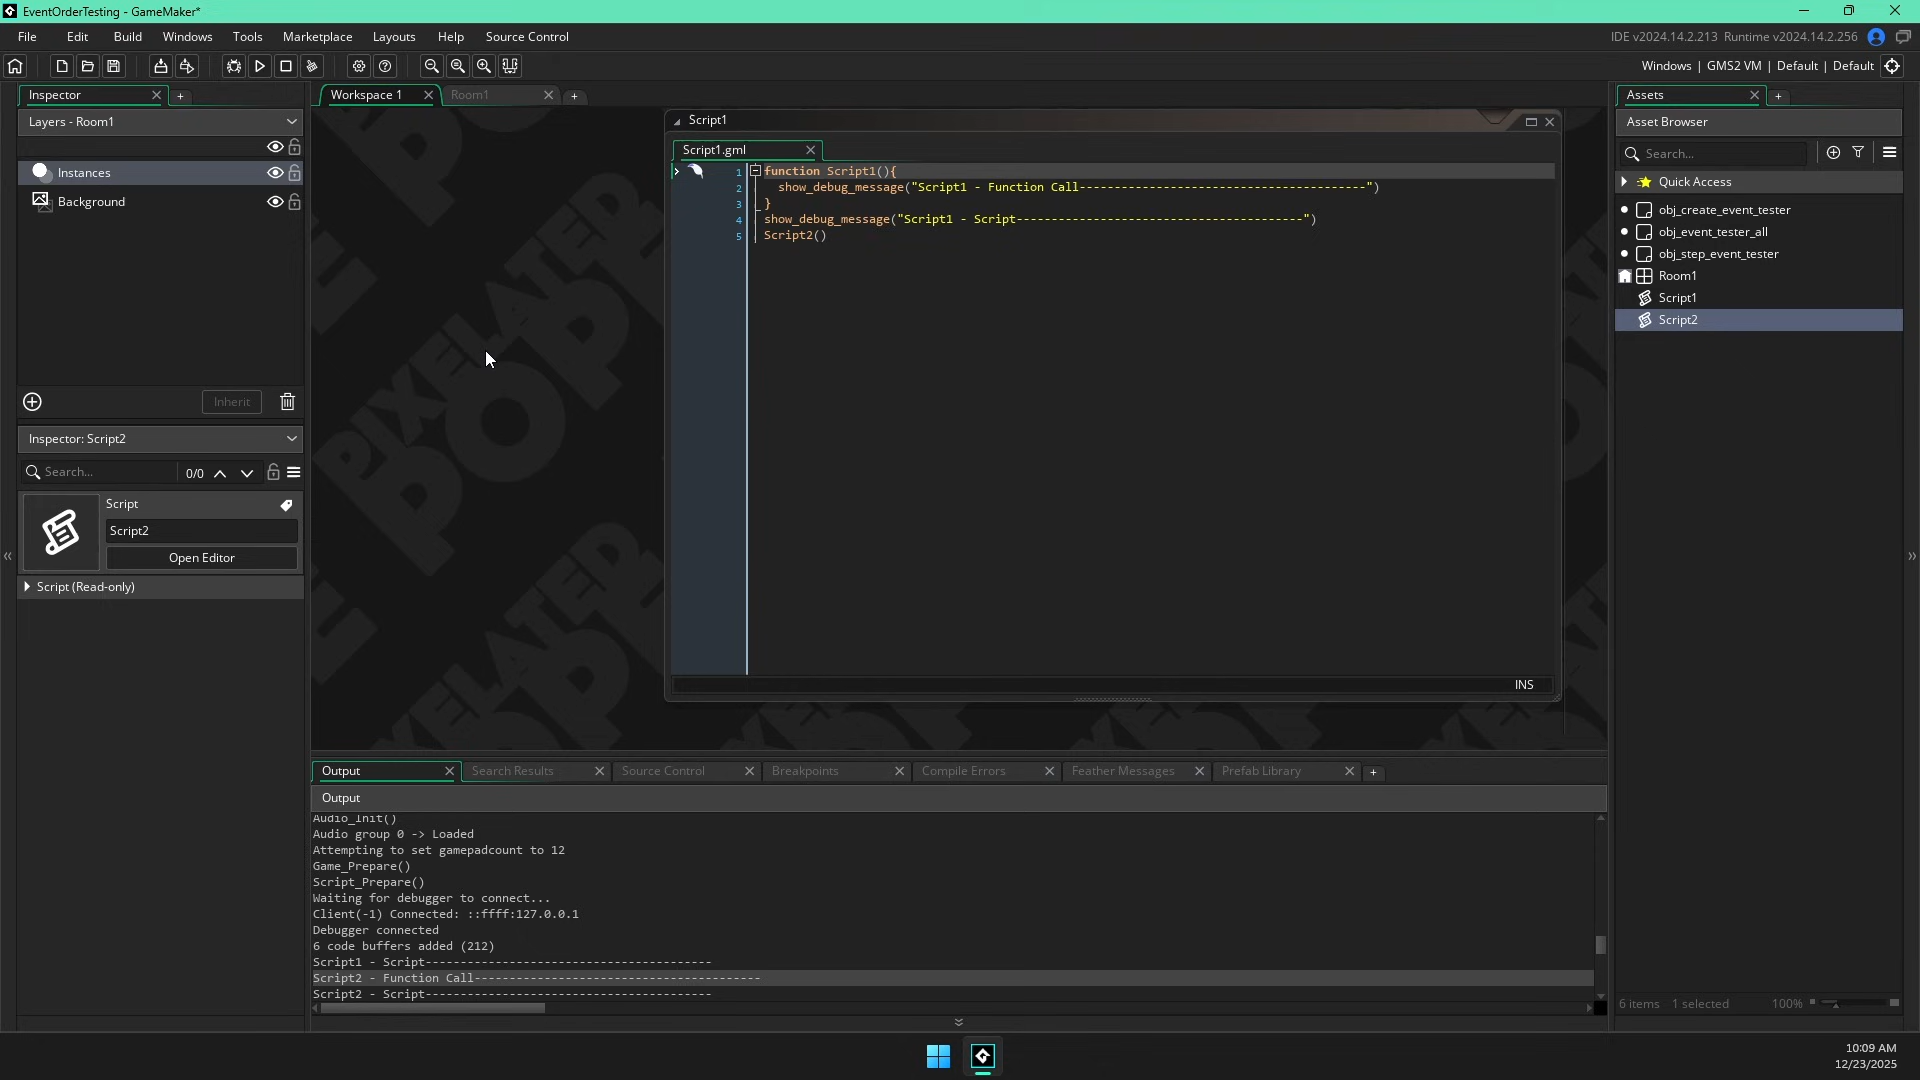 EventOrderTesting - GameMaker*
File Edit Build Windows Tools Marketplace Layouts Help Source Control
IDE v2024.14.2.213 Runtime v2024.14.2.256
Windows | GMS2 VM | Default | Default
Inspector
Layers - Room1
Instances
Background
Inherit
Inspector: Script2
Search... 0/0
Script
Script2
Open Editor
Script (Read-only)
Workspace 1 Room1
Script1
Script1.gml
1 function Script1(){
2 show_debug_message("Script1 - Function Call-----------------------------------------")
3 }
4 show_debug_message("Script1 - Script-----------------------------------------")
5 Script2()
INS
Output Search Results Source Control Breakpoints Compile Errors Feather Messages Prefab Library
Output
Audio_Init()
Audio group 0 -> Loaded
Attempting to set gamepadcount to 12
Game_Prepare()
Script_Prepare()
Waiting for debugger to connect...
Client(-1) Connected: ::ffff:127.0.0.1
Debugger connected
6 code buffers added (212)
Script1 - Script-----------------------------------------
Script2 - Function Call-----------------------------------------
Script2 - Script-----------------------------------------
Assets
Asset Browser
Search...
Quick Access
obj_create_event_tester
obj_event_tester_all
obj_step_event_tester
Room1
Script1
Script2
6 items 1 selected 100%
PIXELATED
POPE
10:09 AM
12/23/2025